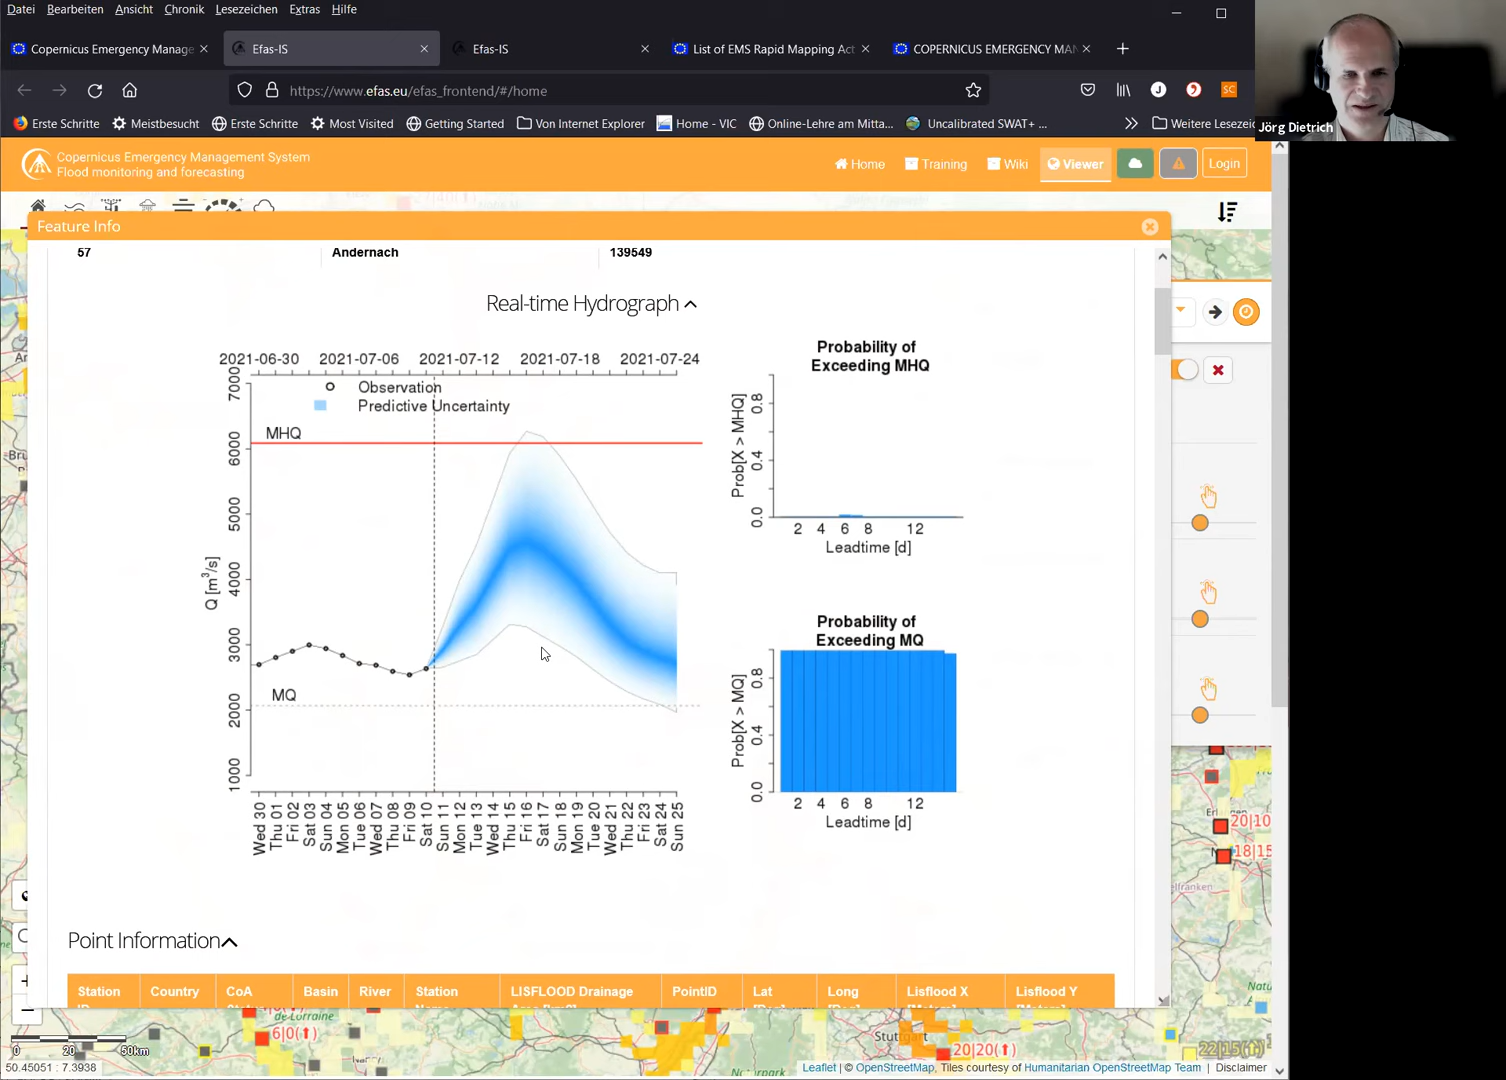 Datei Bearbeiten Ansicht Chronik Lesezeichen Extras Hilfe
Copernicus Emergency Manage
Efas-IS
Efas-IS
List of EMS Rapid Mapping Act
COPERNICUS EMERGENCY MAN
https://www.efas.eu/efas_frontend/#/home
Erste Schritte Meistbesucht Erste Schritte Most Visited Getting Started Von Internet Explorer Home - VIC Online-Lehre am Mitta... Uncalibrated SWAT+ ... Weitere Lesezei
Jörg Dietrich
Copernicus Emergency Management System
Flood monitoring and forecasting
Home Training Wiki Viewer Login
Feature Info
57 Andernach 139549
Real-time Hydrograph
2021-06-30 2021-07-06 2021-07-12 2021-07-18 2021-07-24
Observation
Predictive Uncertainty
MHQ
MQ
Q [m³/s]
7000
6000
5000
4000
3000
2000
1000
Wed 30 Thu 01 Fri 02 Sat 03 Sun 04 Mon 05 Tue 06 Wed 07 Thu 08 Fri 09 Sat 10 Sun 11 Mon 12 Tue 13 Wed 14 Thu 15 Fri 16 Sat 17 Sun 18 Mon 19 Tue 20 Wed 21 Thu 22 Fri 23 Sat 24 Sun 25
Probability of
Exceeding MHQ
Prob[X > MHQ]
0.8
0.4
0.0
2 4 6 8 12
Leadtime [d]
Probability of
Exceeding MQ
Prob[X > MQ]
0.8
0.4
0.0
2 4 6 8 12
Leadtime [d]
Point Information
Station Country CoA Basin River Station LISFLOOD Drainage PointID Lat Long Lisflood X Lisflood Y
20|10
18|15
felfranken
Stuttgart
20|20(↑)
22|15(↑)
6|0(↑)
de-Lorraine
0 20 50km
50.45051 : 7.3938
Leaflet | © OpenStreetMap, Tiles courtesy of Humanitarian OpenStreetMap Team | Disclaimer